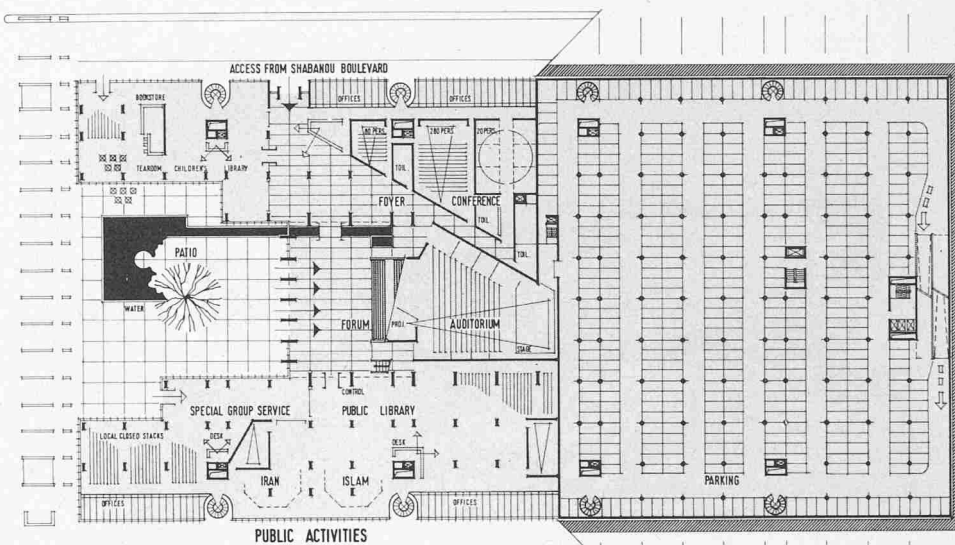 ACCESS FROM SHABANOU BOULEVARD
OFFICES
OFFICES
BOOKSTORE
80 PERS.
280 PERS.
20 PERS.
TEAROOM
CHILDREN'S LIBRARY
TOIL.
FOYER
CONFERENCE
TOIL.
TOIL.
PATIO
WATER
FORUM
PROJ.
AUDITORIUM
STAGE
CONTROL
SPECIAL GROUP SERVICE
PUBLIC LIBRARY
LOCAL CLOSED STACKS
DESK
DESK
IRAN
ISLAM
PARKING
OFFICES
OFFICES
PUBLIC ACTIVITIES